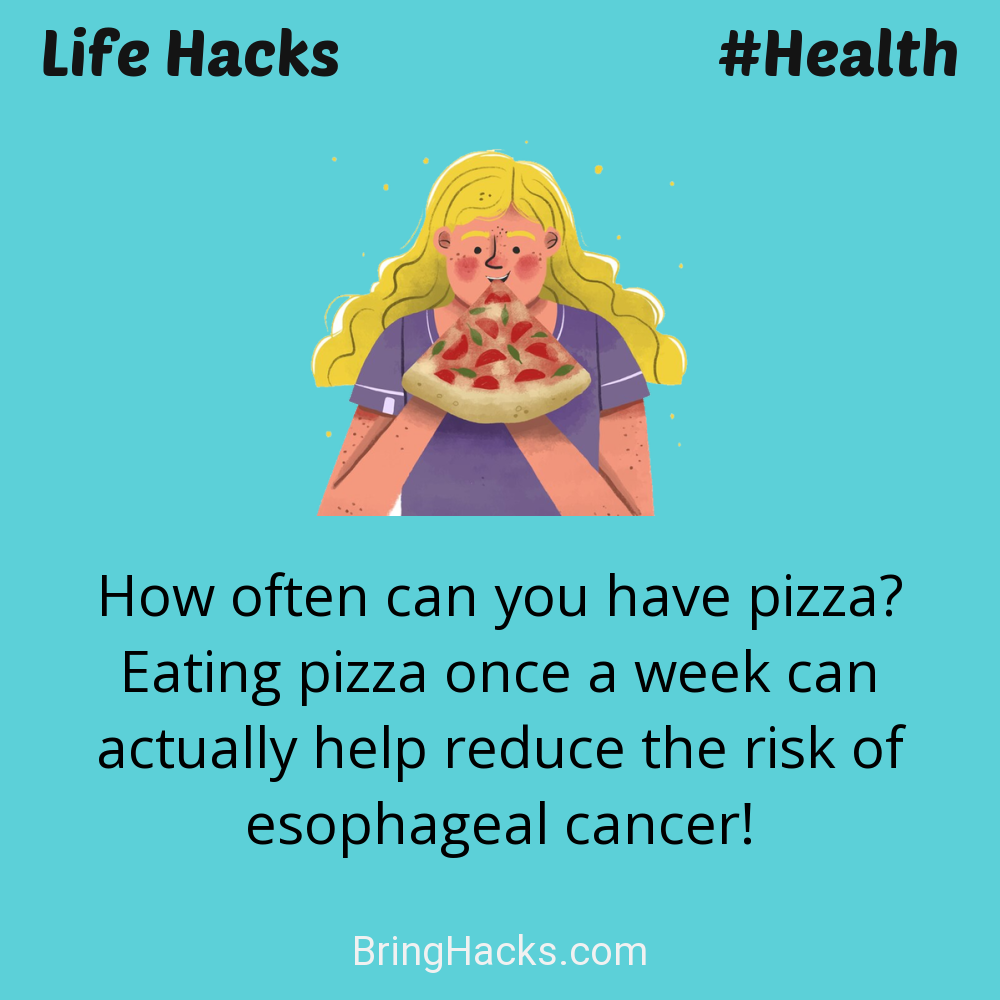 Life Hacks
#Health
How often can you have pizza?
Eating pizza once a week can
actually help reduce the risk of
esophageal cancer!
BringHacks.com